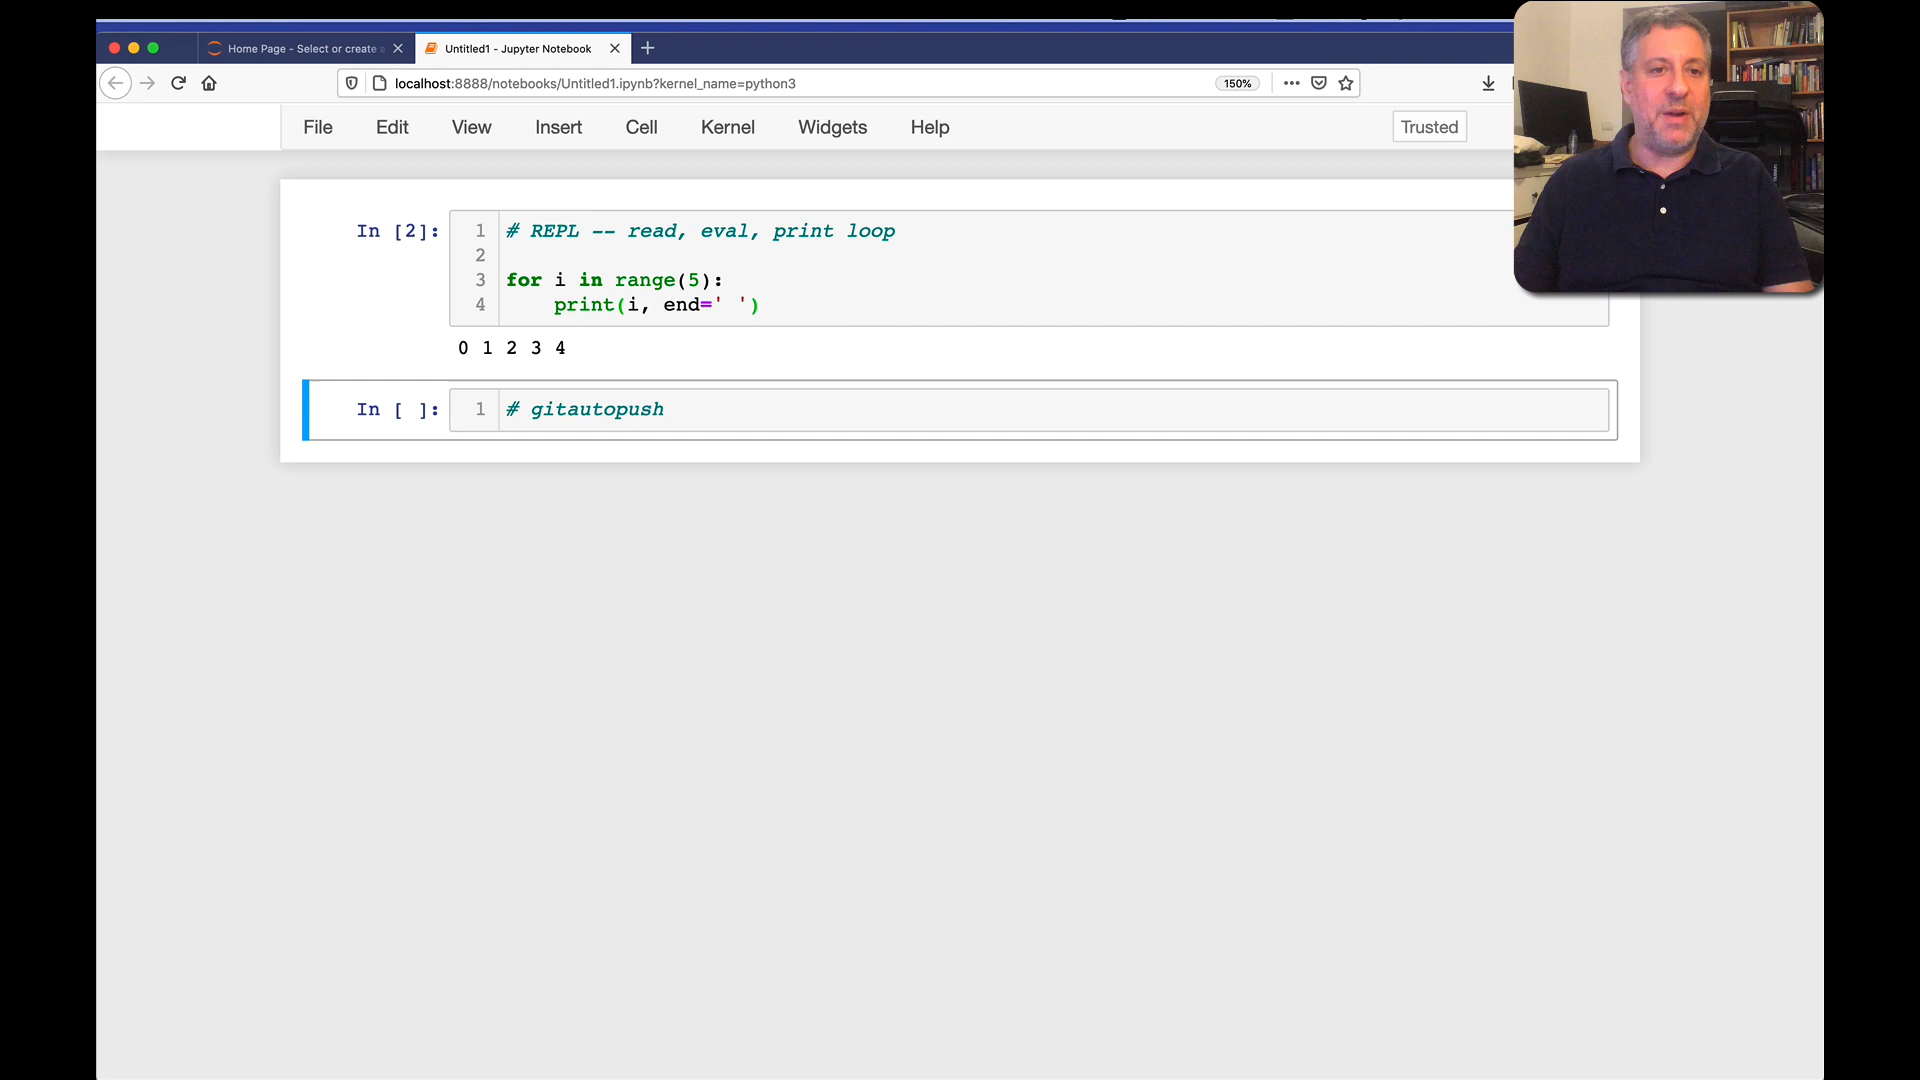 Home Page - Select or create a
Untitled1 - Jupyter Notebook
localhost:8888/notebooks/Untitled1.ipynb?kernel_name=python3
150%
File Edit View Insert Cell Kernel Widgets Help
Trusted
In [2]:
1 # REPL -- read, eval, print loop
2
3 for i in range(5):
4 print(i, end=' ')
0 1 2 3 4
In [ ]:
1 # gitautopush